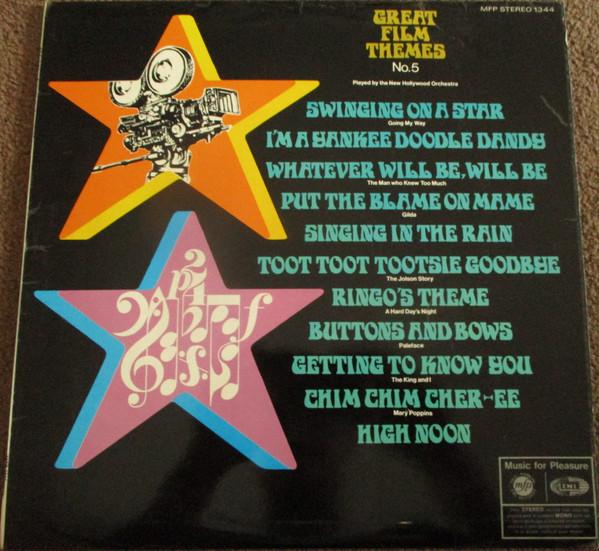 MFP STEREO 1344
GREAT
FILM
THEMES
No.5
Played by the New Hollywood Orchestra
SWINGING ON A STAR
Going My Way
I'M A YANKEE DOODLE DANDY
WHATEVER WILL BE, WILL BE
The Man who Knew Too Much
PUT THE BLAME ON MAME
Gilda
SINGING IN THE RAIN
TOOT TOOT TOOTSIE GOODBYE
The Jolson Story
RINGO'S THEME
A Hard Day's Night
BUTTONS AND BOWS
Paleface
GETTING TO KNOW YOU
The King and I
CHIM CHIM CHER-EE
Mary Poppins
HIGH NOON
Music for Pleasure
mfp
EMI